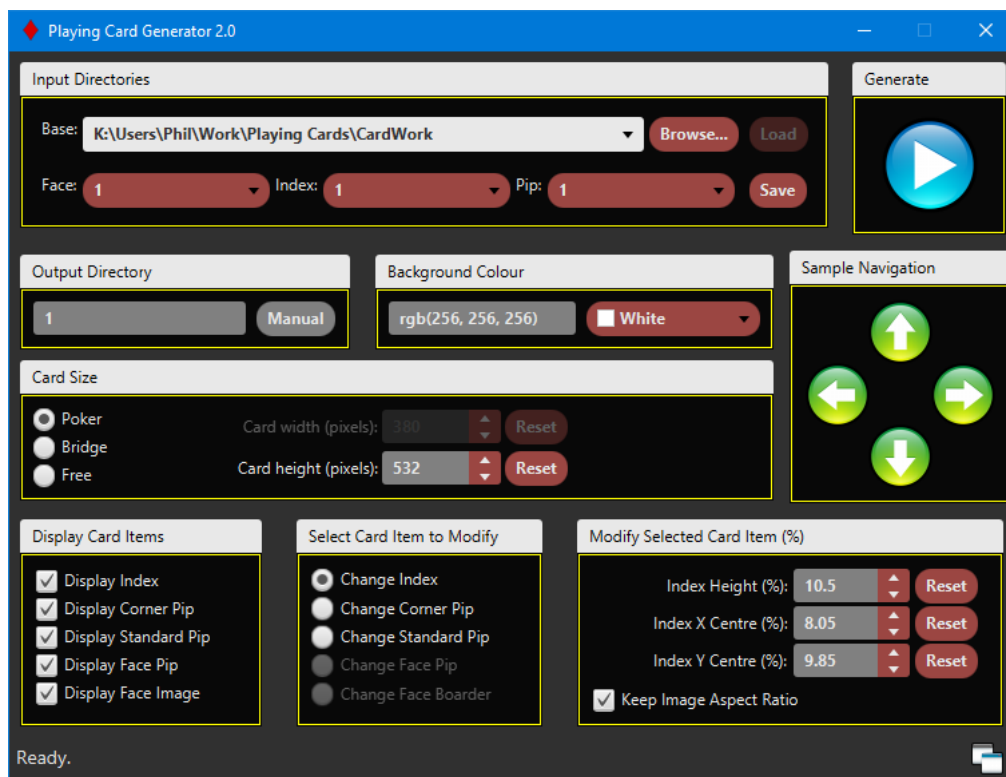 Playing Card Generator 2.0
Input Directories
Generate
Base: K:\Users\Phil\Work\Playing Cards\CardWork Browse... Load
Face: 1 Index: 1 Pip: 1 Save
Output Directory
Background Colour
Sample Navigation
1 Manual
rgb(256, 256, 256) White
Card Size
Poker
Bridge
Free
Card width (pixels): 380 Reset
Card height (pixels): 532 Reset
Display Card Items
Display Index
Display Corner Pip
Display Standard Pip
Display Face Pip
Display Face Image
Select Card Item to Modify
Change Index
Change Corner Pip
Change Standard Pip
Change Face Pip
Change Face Boarder
Modify Selected Card Item (%)
Index Height (%): 10.5 Reset
Index X Centre (%): 8.05 Reset
Index Y Centre (%): 9.85 Reset
Keep Image Aspect Ratio
Ready.